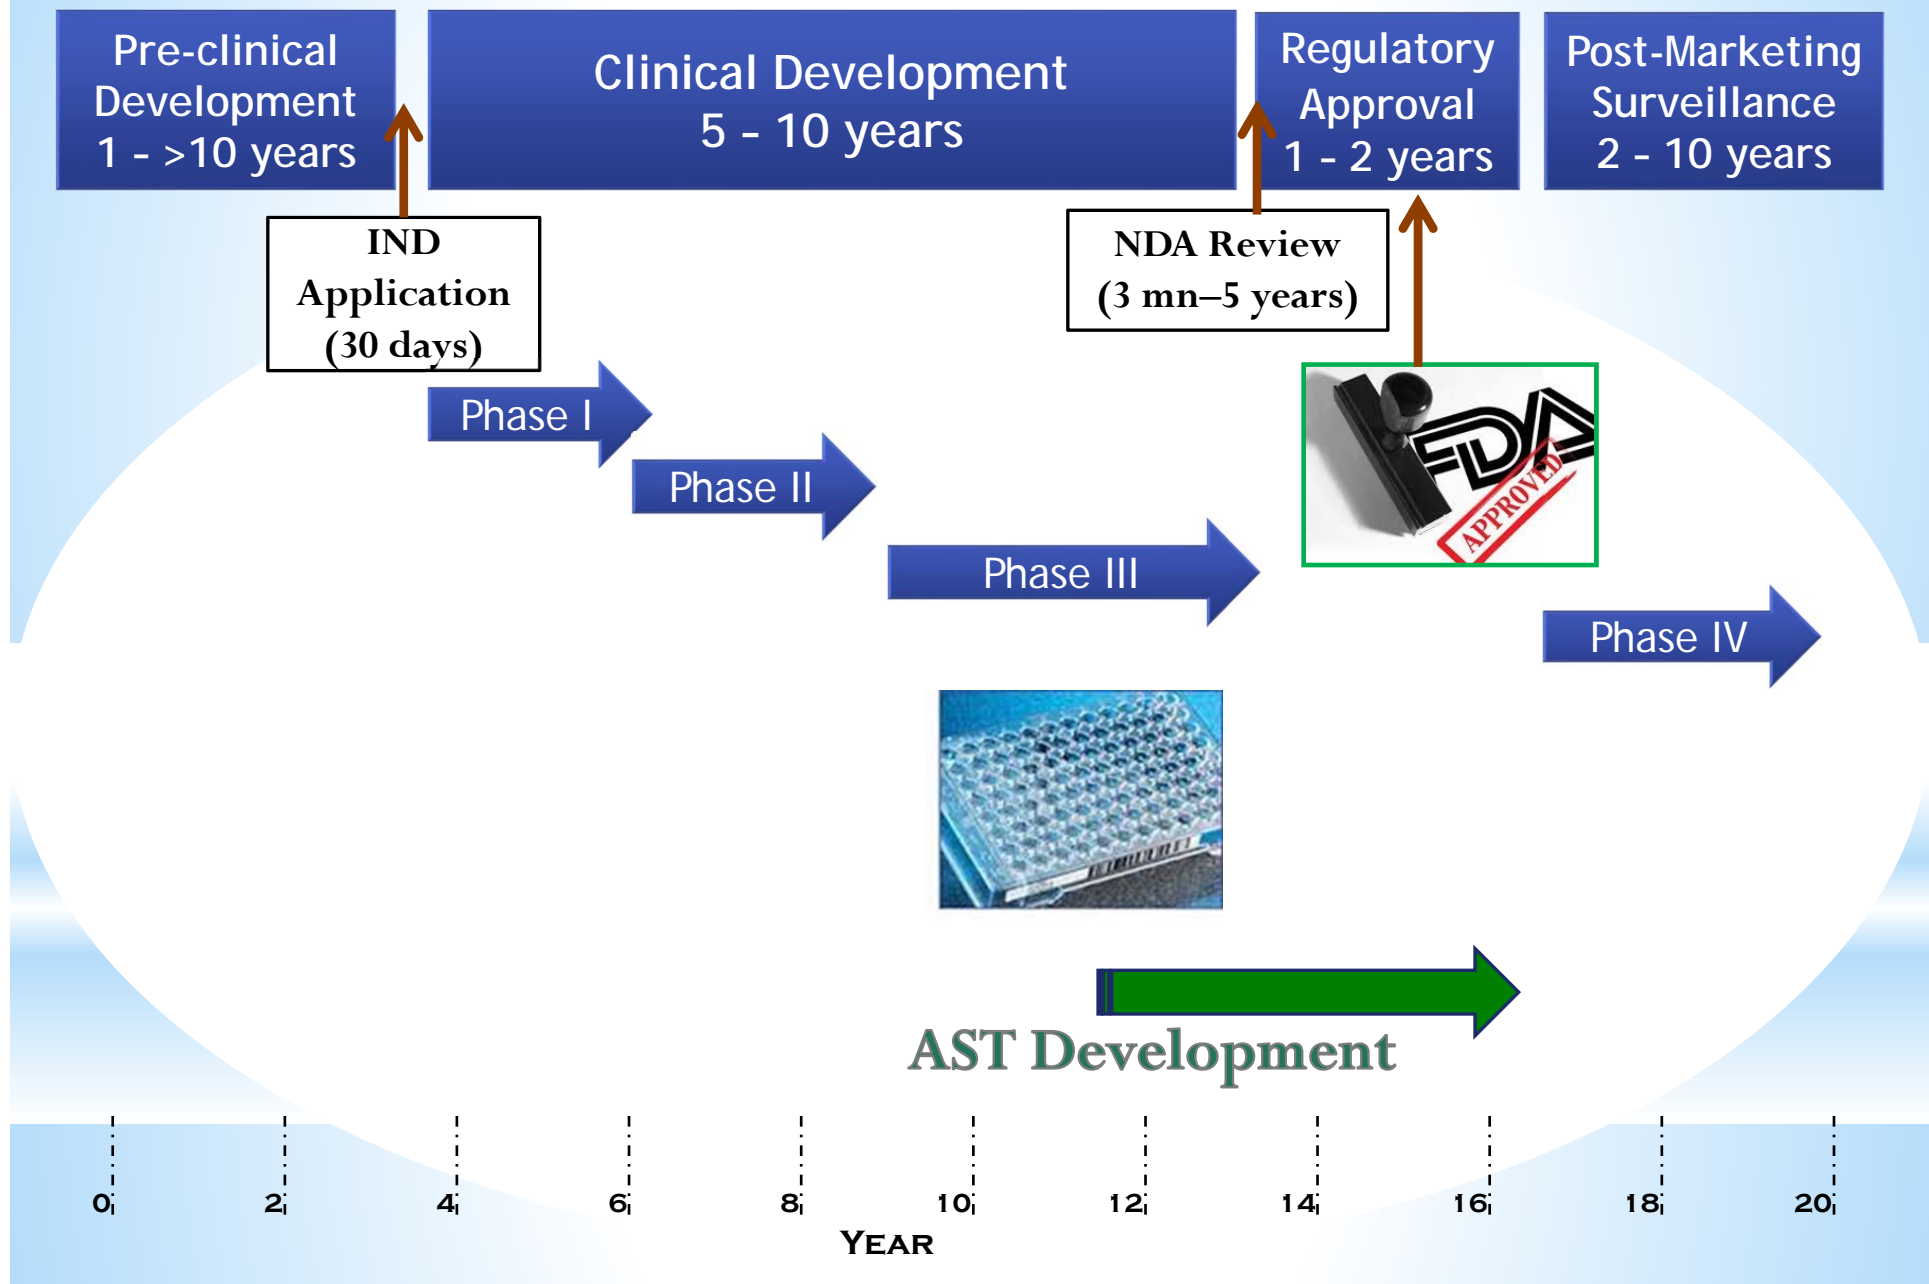 Pre-clinical
Development
1 - >10 years
Clinical Development
5 - 10 years
Regulatory
Approval
1 - 2 years
Post-Marketing
Surveillance
2 - 10 years
IND
Application
(30 days)
NDA Review
(3 mn–5 years)
Phase I
Phase II
FDA
APPROVED
Phase III
Phase IV
AST Development
0
2
4
6
8
10
12
14
16
18
20
YEAR